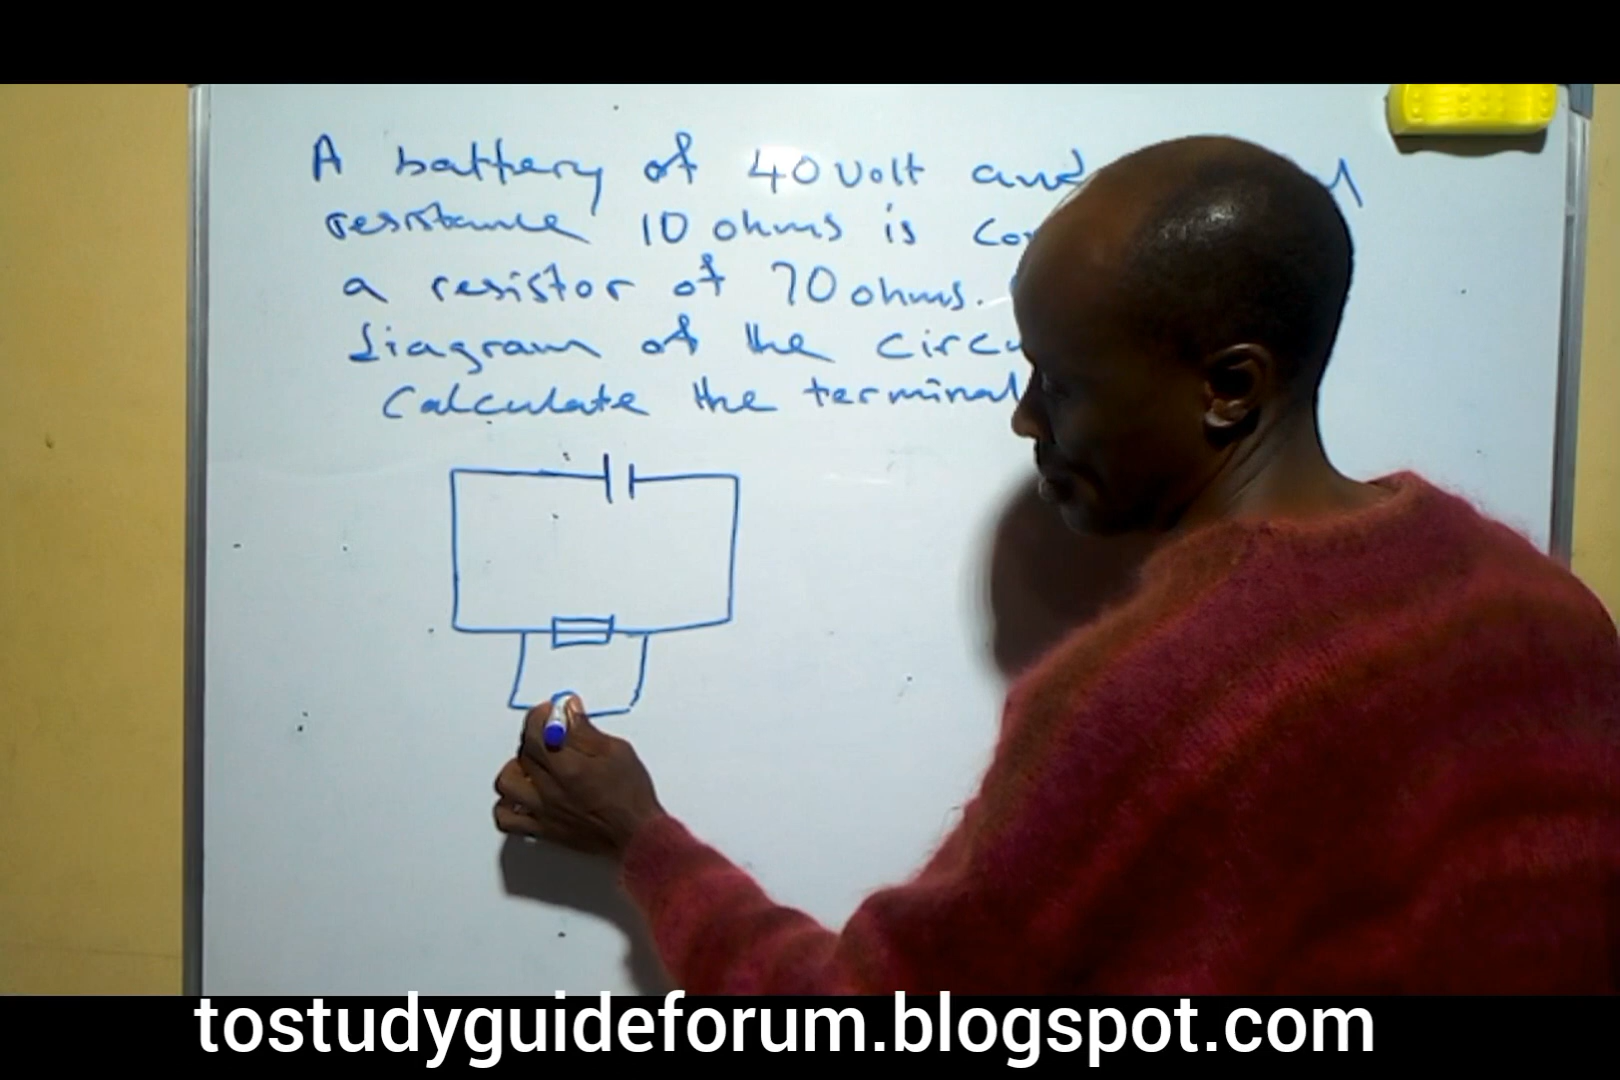 A battery of 40 volt and
resistance 10 ohms is
a resistor of 70 ohms.
diagram of the
Calculate the terminal
tostudyguideforum.blogspot.com